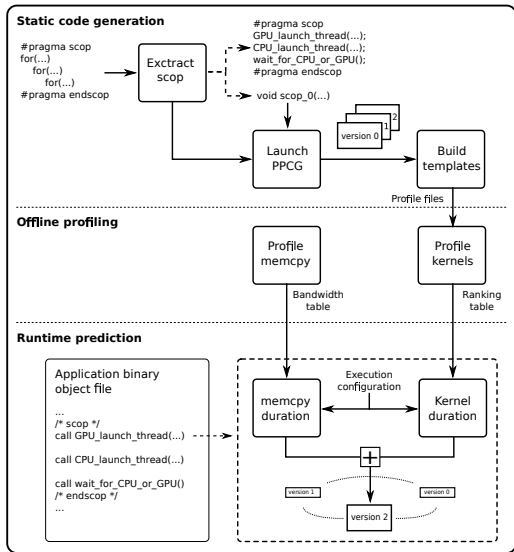 Static code generation
#pragma scop
for(...)
for(...)
for(...)
#pragma endscop
Exctract
scop
#pragma scop
GPU_launch_thread(...);
CPU_launch_thread(...);
wait_for_CPU_or_GPU();
#pragma endscop
void scop_0(...)
Launch
PPCG
2
1
version 0
Build
templates
Profile files
Offline profiling
Profile
memcpy
Profile
kernels
Bandwidth
table
Ranking
table
Runtime prediction
Application binary
object file
...
/* scop */
call GPU_launch_thread(...)
call CPU_launch_thread(...)
call wait_for_CPU_or_GPU()
/* endscop */
...
Execution
configuration
memcpy
duration
Kernel
duration
+
version 1
version 0
version 2